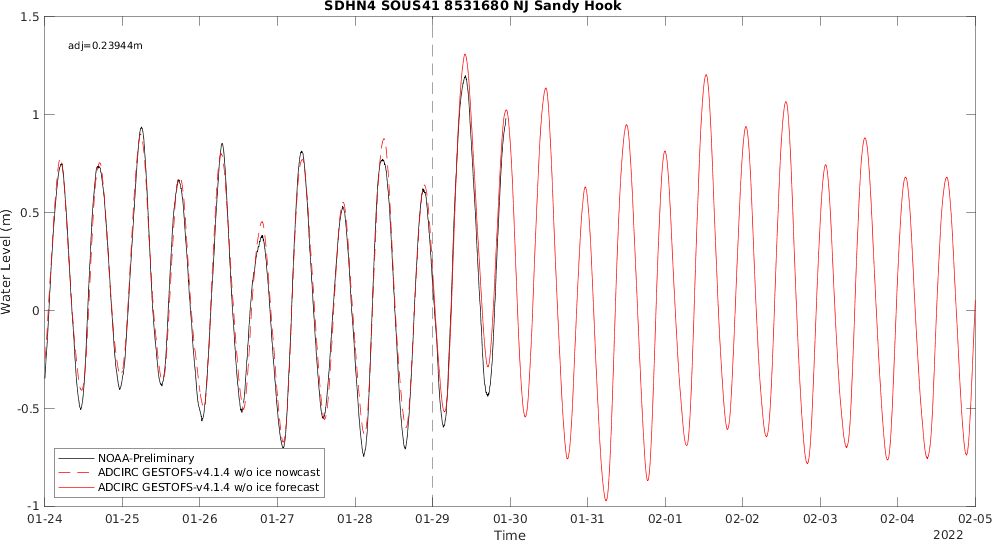 SDHN4 SOUS41 8531680 NJ Sandy Hook
adj=0.23944m
1.5
1
0.5
0
-0.5
-1
Water Level (m)
NOAA-Preliminary
ADCIRC GESTOFS-v4.1.4 w/o ice nowcast
ADCIRC GESTOFS-v4.1.4 w/o ice forecast
01-24 01-25 01-26 01-27 01-28 01-29 01-30 01-31 02-01 02-02 02-03 02-04 02-05
Time
2022